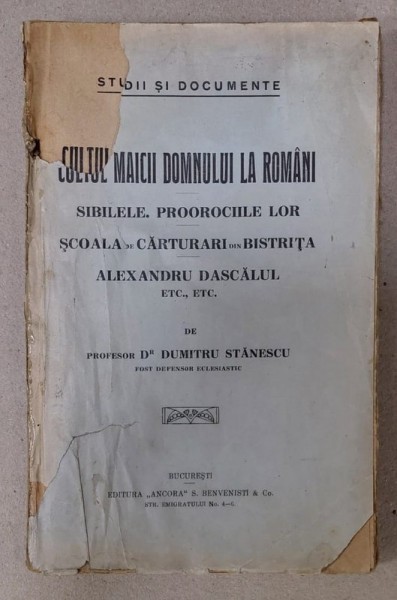 STUDII ȘI DOCUMENTE
CULTUL MAICII DOMNULUI LA ROMÂNI
SIBILELE. PROOROCIILE LOR
ȘCOALA DE CĂRTURARI DIN BISTRIȚA
ALEXANDRU DASCĂLUL
ETC., ETC.
DE
PROFESOR Dʀ DUMITRU STĂNESCU
FOST DEFENSOR ECLESIASTIC
BUCUREȘTI
EDITURA „ANCORA" S. BENVENISTI & Co.
STR. EMIGRATULUI No. 4-6.